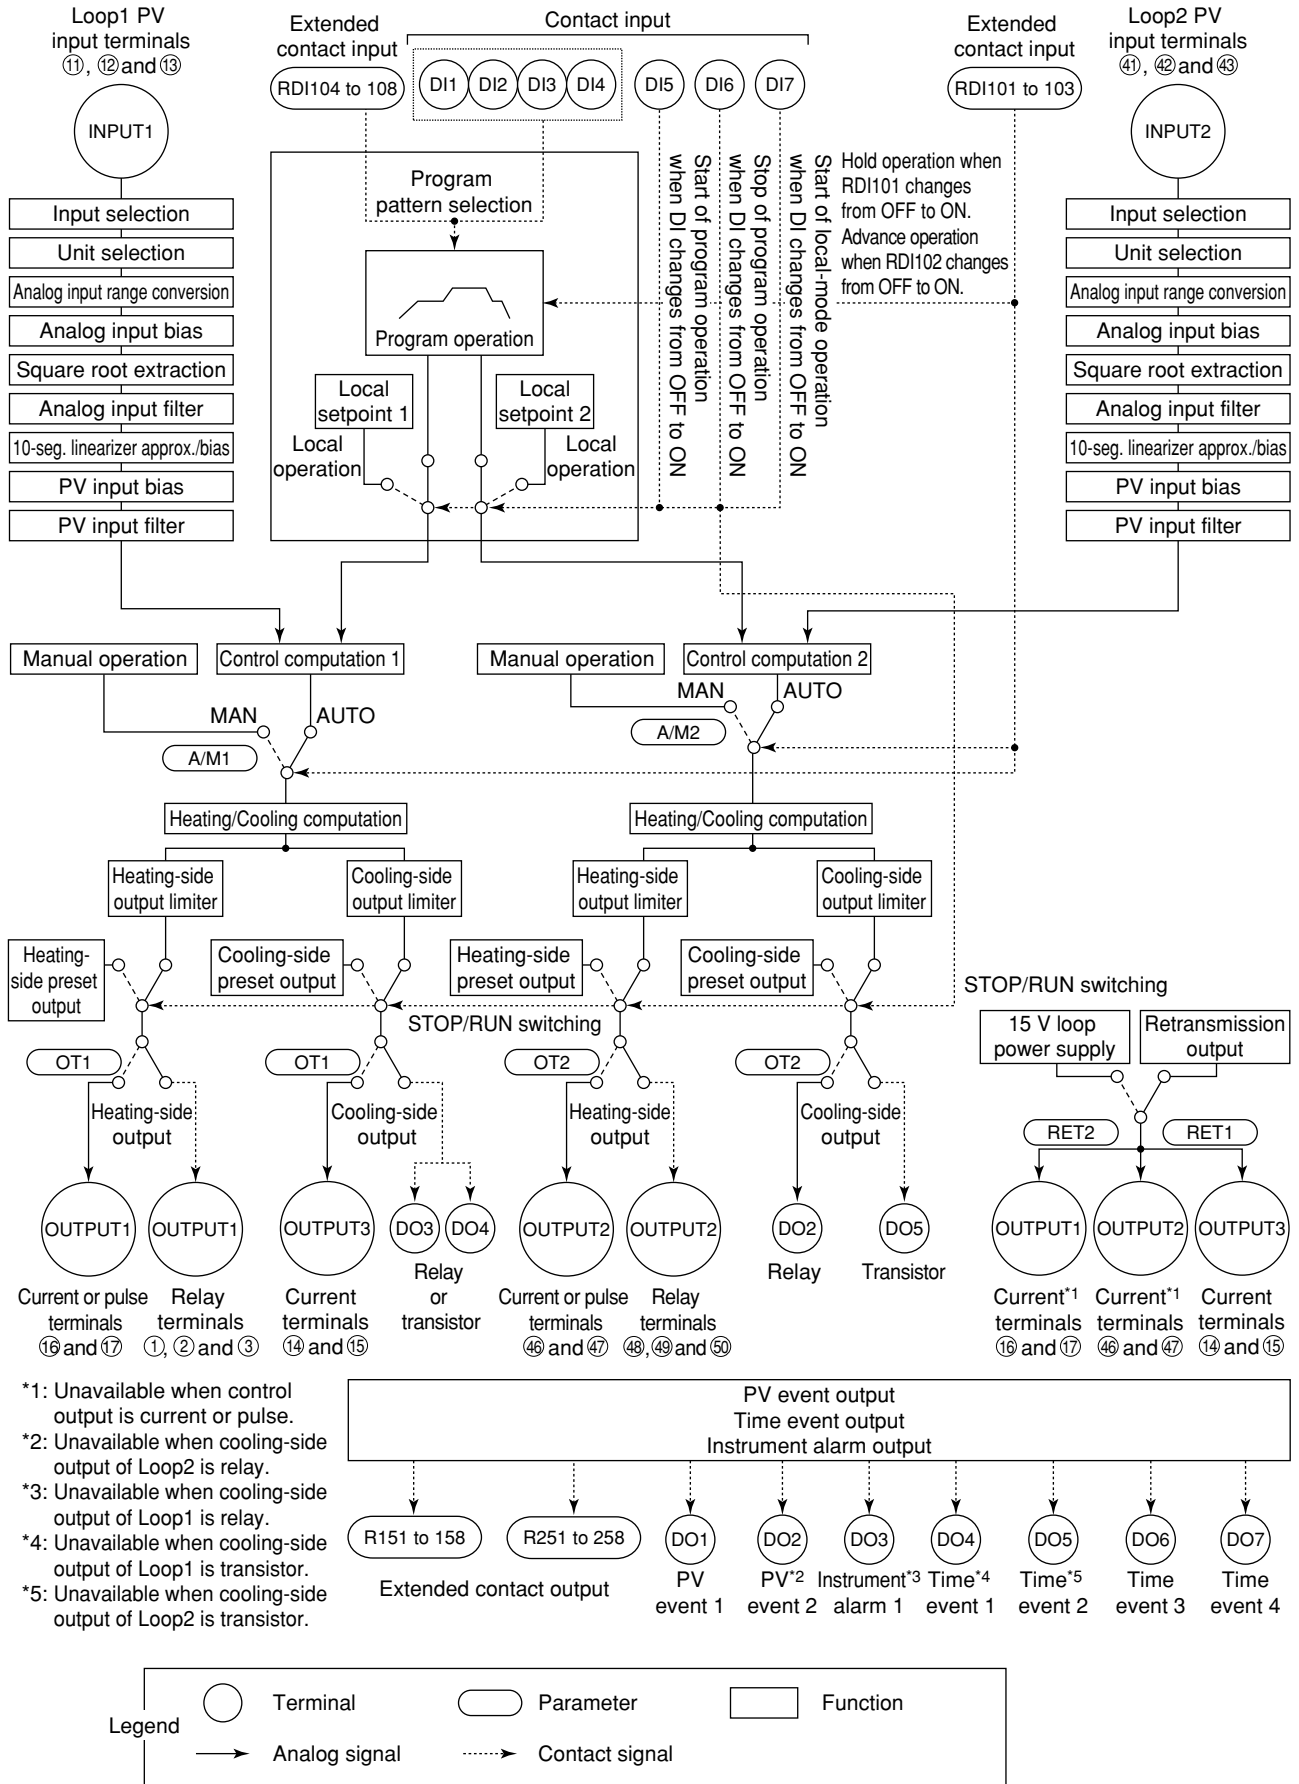 Loop1 PV
input terminals
⑪, ⑫ and ⑬
INPUT1
Input selection
Unit selection
Analog input range conversion
Analog input bias
Square root extraction
Analog input filter
10-seg. linearizer approx./bias
PV input bias
PV input filter
Extended
contact input
RDI104 to 108
Contact input
DI1 DI2 DI3 DI4 DI5 DI6 DI7
Program
pattern selection
Program operation
Local
setpoint 1
Local
setpoint 2
Local
operation
Local
operation
Start of program operation
when DI changes from OFF to ON
Stop of program operation
when DI changes from OFF to ON
Start of local-mode operation
when DI changes from OFF to ON
Extended
contact input
RDI101 to 103
Hold operation when
RDI101 changes
from OFF to ON.
Advance operation
when RDI102 changes
from OFF to ON.
Loop2 PV
input terminals
㊶, ㊷ and ㊸
INPUT2
Input selection
Unit selection
Analog input range conversion
Analog input bias
Square root extraction
Analog input filter
10-seg. linearizer approx./bias
PV input bias
PV input filter
Manual operation
Control computation 1
MAN
AUTO
A/M1
Manual operation
Control computation 2
MAN
AUTO
A/M2
Heating/Cooling computation
Heating/Cooling computation
Heating-side
output limiter
Cooling-side
output limiter
Heating-side
output limiter
Cooling-side
output limiter
Heating-
side preset
output
Cooling-side
preset output
Heating-side
preset output
Cooling-side
preset output
STOP/RUN switching
STOP/RUN switching
15 V loop
power supply
Retransmission
output
OT1
OT1
OT2
OT2
RET2
RET1
Heating-side
output
Cooling-side
output
Heating-side
output
Cooling-side
output
OUTPUT1
Current or pulse
terminals
⑯ and ⑰
OUTPUT1
Relay
terminals
①, ② and ③
OUTPUT3
Current
terminals
⑭ and ⑮
DO3 DO4
Relay
or
transistor
OUTPUT2
Current or pulse
terminals
㊻ and ㊼
OUTPUT2
Relay
terminals
㊽, ㊾ and ㊿
DO2
Relay
DO5
Transistor
OUTPUT1
Current*1
terminals
⑯ and ⑰
OUTPUT2
Current*1
terminals
㊻ and ㊼
OUTPUT3
Current
terminals
⑭ and ⑮
*1: Unavailable when control
output is current or pulse.
*2: Unavailable when cooling-side
output of Loop2 is relay.
*3: Unavailable when cooling-side
output of Loop1 is relay.
*4: Unavailable when cooling-side
output of Loop1 is transistor.
*5: Unavailable when cooling-side
output of Loop2 is transistor.
PV event output
Time event output
Instrument alarm output
R151 to 158
R251 to 258
Extended contact output
DO1
PV
event 1
DO2
PV*2
event 2
DO3
Instrument*3
alarm 1
DO4
Time*4
event 1
DO5
Time*5
event 2
DO6
Time
event 3
DO7
Time
event 4
Legend
Terminal
Parameter
Function
Analog signal
Contact signal